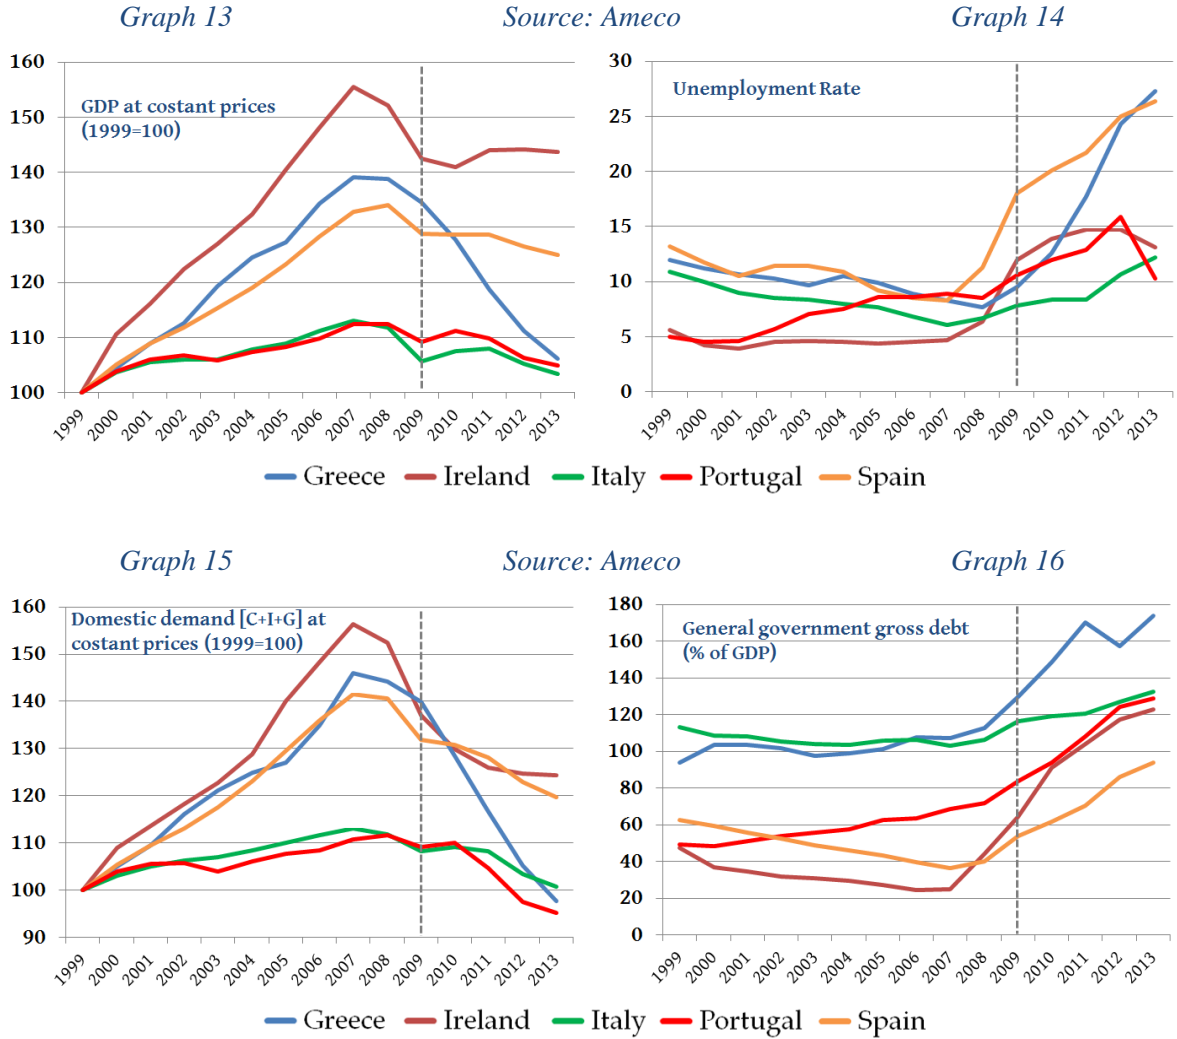 Graph 13 Source: Ameco Graph 14
GDP at costant prices
(1999=100)
160
150
140
130
120
110
100
1999 2000 2001 2002 2003 2004 2005 2006 2007 2008 2009 2010 2011 2012 2013
Unemployment Rate
30
25
20
15
10
5
0
1999 2000 2001 2002 2003 2004 2005 2006 2007 2008 2009 2010 2011 2012 2013
Greece Ireland Italy Portugal Spain
Graph 15 Source: Ameco Graph 16
Domestic demand [C+I+G] at
costant prices (1999=100)
160
150
140
130
120
110
100
90
1999 2000 2001 2002 2003 2004 2005 2006 2007 2008 2009 2010 2011 2012 2013
General government gross debt
(% of GDP)
180
160
140
120
100
80
60
40
20
0
1999 2000 2001 2002 2003 2004 2005 2006 2007 2008 2009 2010 2011 2012 2013
Greece Ireland Italy Portugal Spain